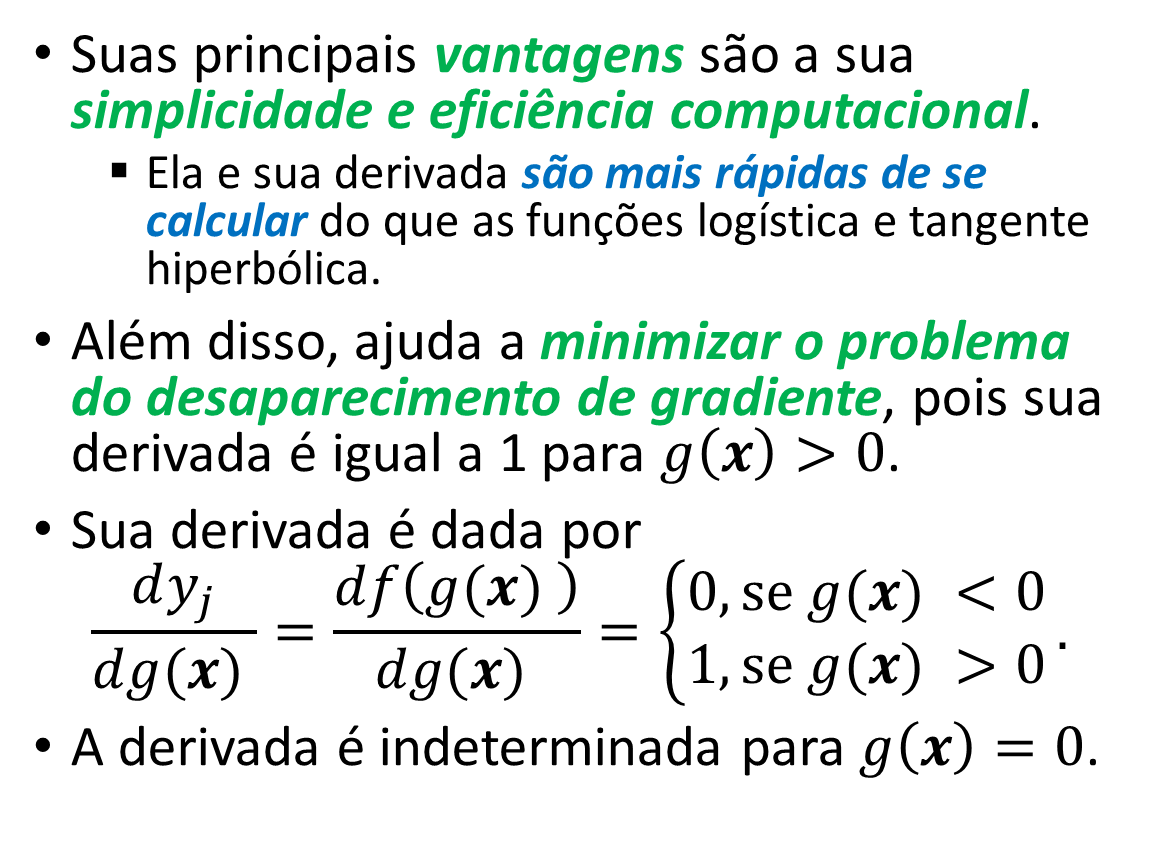 • Suas principais vantagens são a sua
simplicidade e eficiência computacional.
▪ Ela e sua derivada são mais rápidas de se
calcular do que as funções logística e tangente
hiperbólica.
• Além disso, ajuda a minimizar o problema
do desaparecimento de gradiente, pois sua
derivada é igual a 1 para g(x) > 0.
• Sua derivada é dada por
dy_j / dg(x) = df(g(x)) / dg(x) = { 0, se g(x) < 0
1, se g(x) > 0 .
• A derivada é indeterminada para g(x) = 0.